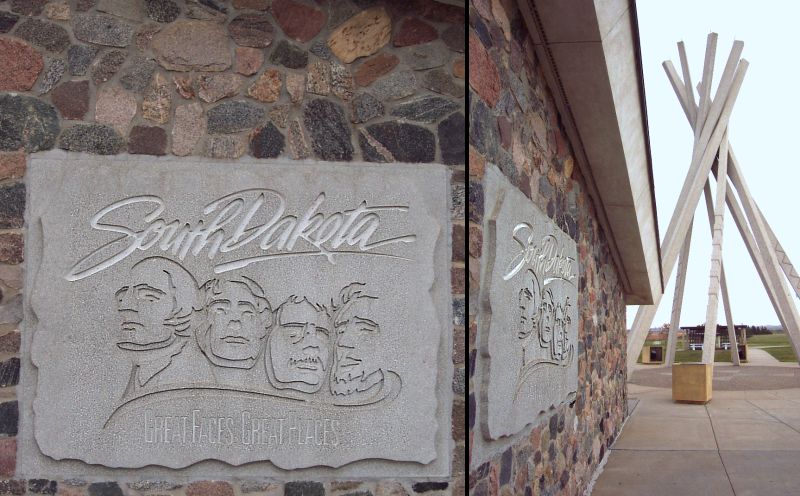 South Dakota
GREAT FACES. GREAT PLACES.
South Dakota